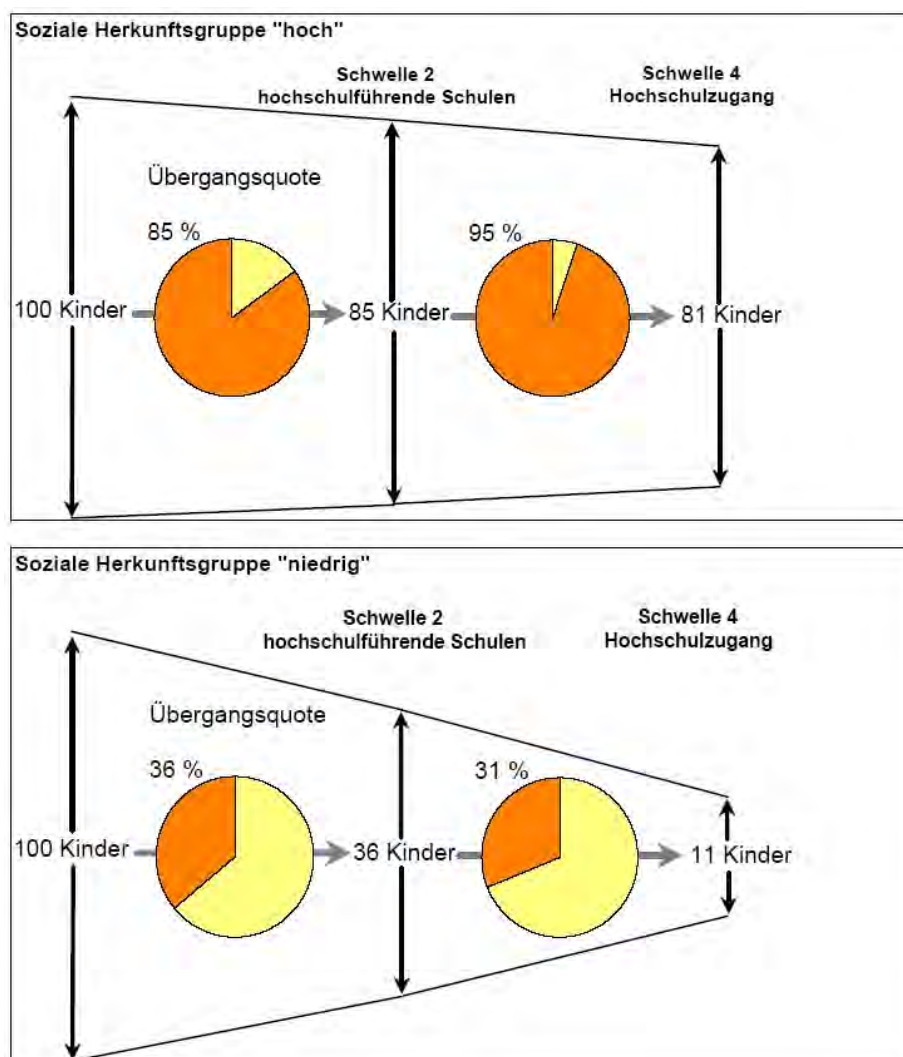 Soziale Herkunftsgruppe "hoch"
Schwelle 2
hochschulführende Schulen
Schwelle 4
Hochschulzugang
Übergangsquote
85 %
95 %
100 Kinder
85 Kinder
81 Kinder
Soziale Herkunftsgruppe "niedrig"
Schwelle 2
hochschulführende Schulen
Schwelle 4
Hochschulzugang
Übergangsquote
36 %
31 %
100 Kinder
36 Kinder
11 Kinder